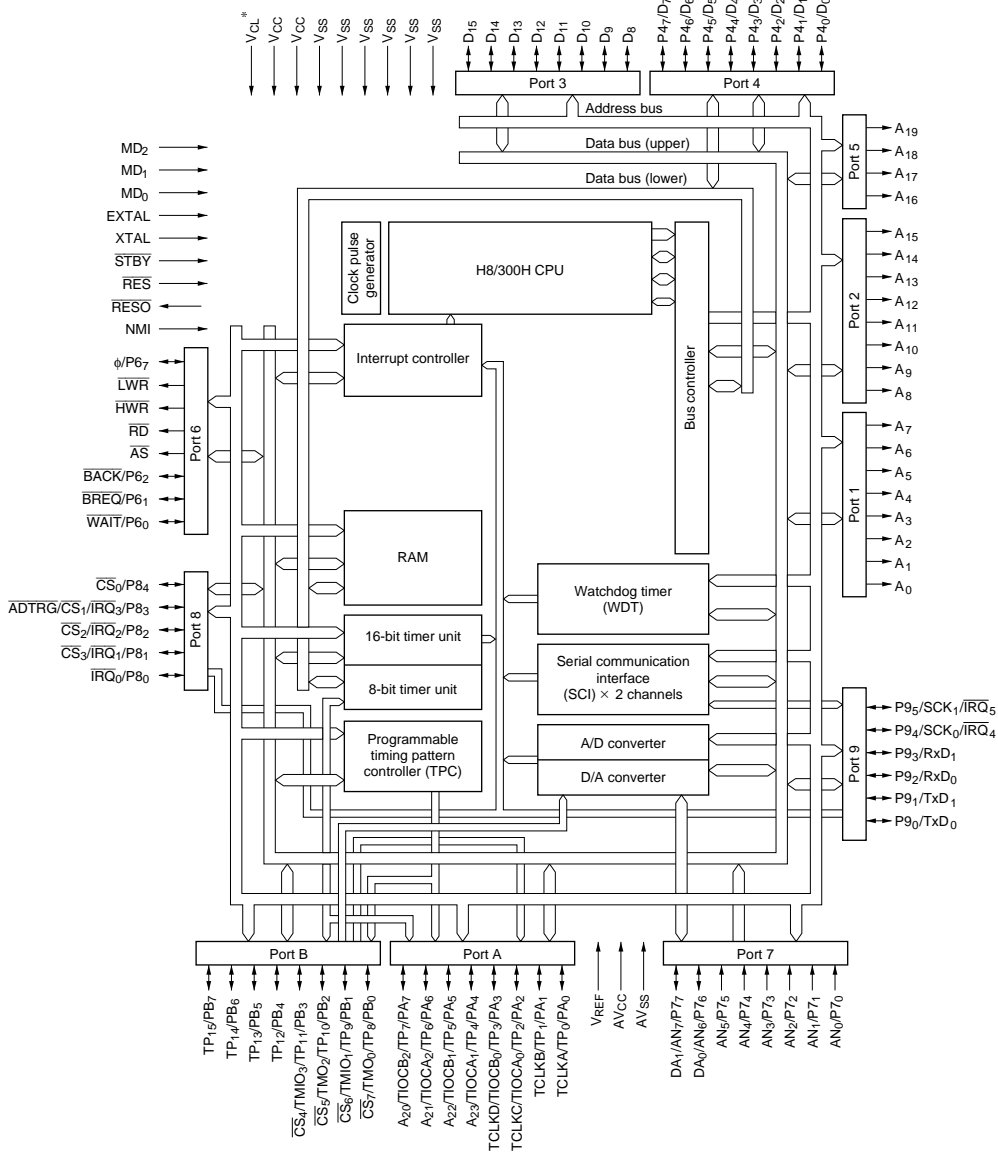 VCL*
VCC
VCC
VSS
VSS
VSS
VSS
VSS
VSS
D15
D14
D13
D12
D11
D10
D9
D8
P47/D7
P46/D6
P45/D5
P44/D4
P43/D3
P42/D2
P41/D1
P40/D0
Port 3
Port 4
Address bus
Data bus (upper)
Data bus (lower)
MD2
MD1
MD0
EXTAL
XTAL
STBY
RES
RESO
NMI
Port 5
A19
A18
A17
A16
Clock pulse
generator
H8/300H CPU
Bus controller
Interrupt controller
Port 2
A15
A14
A13
A12
A11
A10
A9
A8
ϕ/P67
LWR
HWR
RD
AS
BACK/P62
BREQ/P61
WAIT/P60
Port 6
Port 1
A7
A6
A5
A4
A3
A2
A1
A0
RAM
CS0/P84
ADTRG/CS1/IRQ3/P83
CS2/IRQ2/P82
CS3/IRQ1/P81
IRQ0/P80
Port 8
Watchdog timer
(WDT)
16-bit timer unit
8-bit timer unit
Serial communication
interface
(SCI) × 2 channels
Programmable
timing pattern
controller (TPC)
A/D converter
D/A converter
Port 9
P95/SCK1/IRQ5
P94/SCK0/IRQ4
P93/RxD1
P92/RxD0
P91/TxD1
P90/TxD0
Port B
Port A
Port 7
TP15/PB7
TP14/PB6
TP13/PB5
TP12/PB4
CS4/TMIO3/TP11/PB3
CS5/TMO2/TP10/PB2
CS6/TMIO1/TP9/PB1
CS7/TMO0/TP8/PB0
A20/TIOCB2/TP7/PA7
A21/TIOCA2/TP6/PA6
A22/TIOCB1/TP5/PA5
A23/TIOCA1/TP4/PA4
TCLKD/TIOCB0/TP3/PA3
TCLKC/TIOCA0/TP2/PA2
TCLKB/TP1/PA1
TCLKA/TP0/PA0
VREF
AVCC
AVSS
DA1/AN7/P77
DA0/AN6/P76
AN5/P75
AN4/P74
AN3/P73
AN2/P72
AN1/P71
AN0/P70